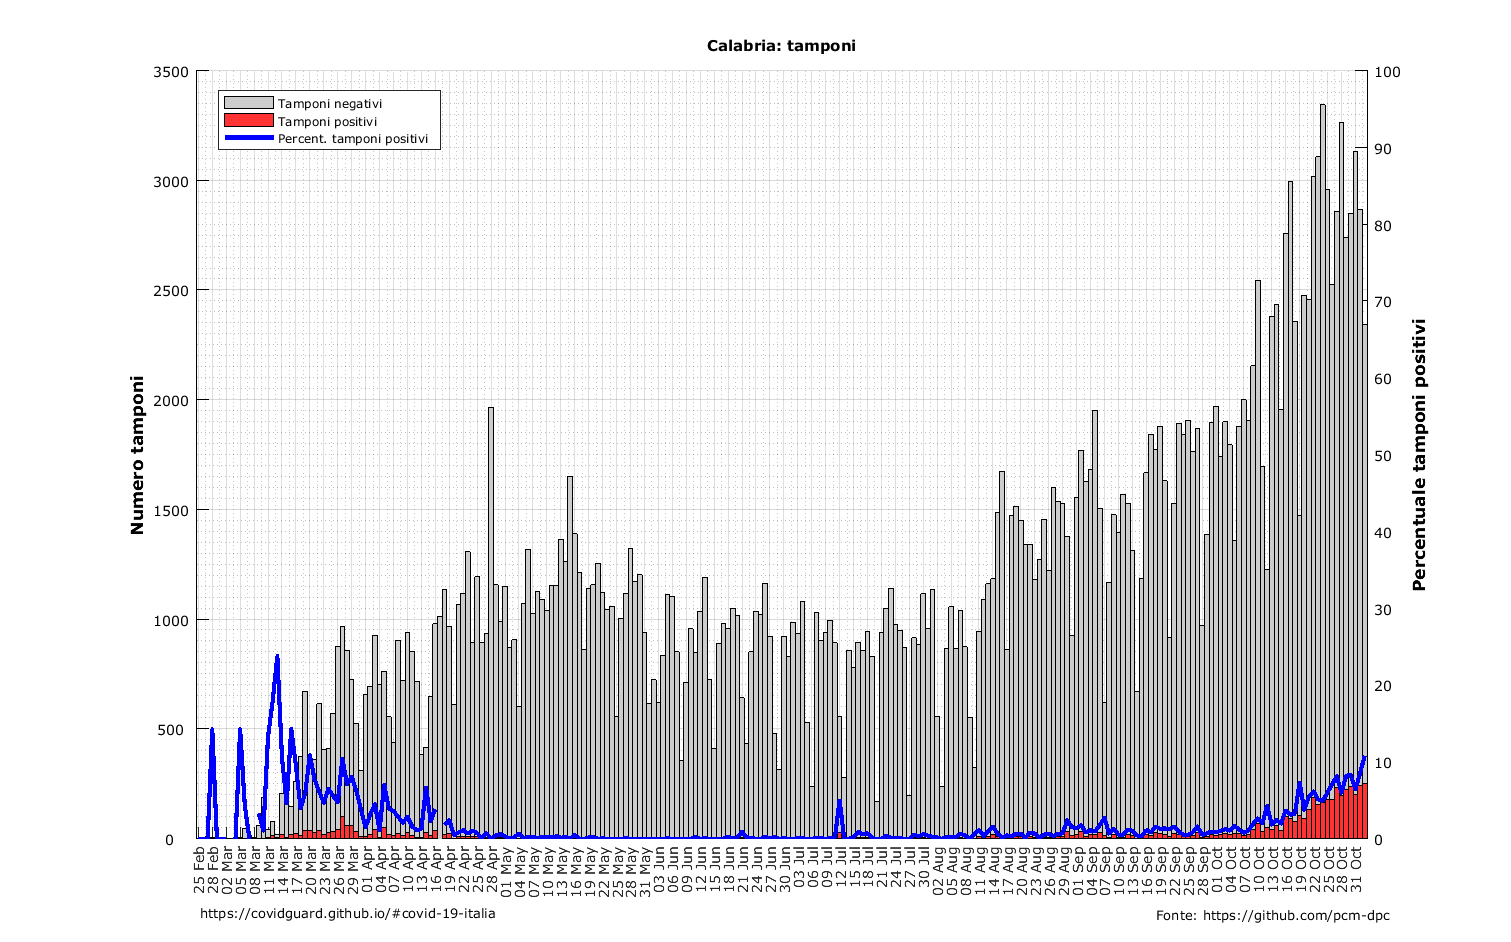 Calabria: tamponi
3500
3000
2500
2000
1500
1000
500
0
Numero tamponi
Tamponi negativi
Tamponi positivi
Percent. tamponi positivi
100
90
80
70
60
50
40
30
20
10
0
Percentuale tamponi positivi
25 Feb
28 Feb
02 Mar
05 Mar
08 Mar
11 Mar
14 Mar
17 Mar
20 Mar
23 Mar
26 Mar
29 Mar
01 Apr
04 Apr
07 Apr
10 Apr
13 Apr
16 Apr
19 Apr
22 Apr
25 Apr
28 Apr
01 May
04 May
07 May
10 May
13 May
16 May
19 May
22 May
25 May
28 May
31 May
03 Jun
06 Jun
09 Jun
12 Jun
15 Jun
18 Jun
21 Jun
24 Jun
27 Jun
30 Jun
03 Jul
06 Jul
09 Jul
12 Jul
15 Jul
18 Jul
21 Jul
24 Jul
27 Jul
30 Jul
02 Aug
05 Aug
08 Aug
11 Aug
14 Aug
17 Aug
20 Aug
23 Aug
26 Aug
29 Aug
01 Sep
04 Sep
07 Sep
10 Sep
13 Sep
16 Sep
19 Sep
22 Sep
25 Sep
28 Sep
01 Oct
04 Oct
07 Oct
10 Oct
13 Oct
16 Oct
19 Oct
22 Oct
25 Oct
28 Oct
31 Oct
https://covidguard.github.io/#covid-19-italia
Fonte: https://github.com/pcm-dpc